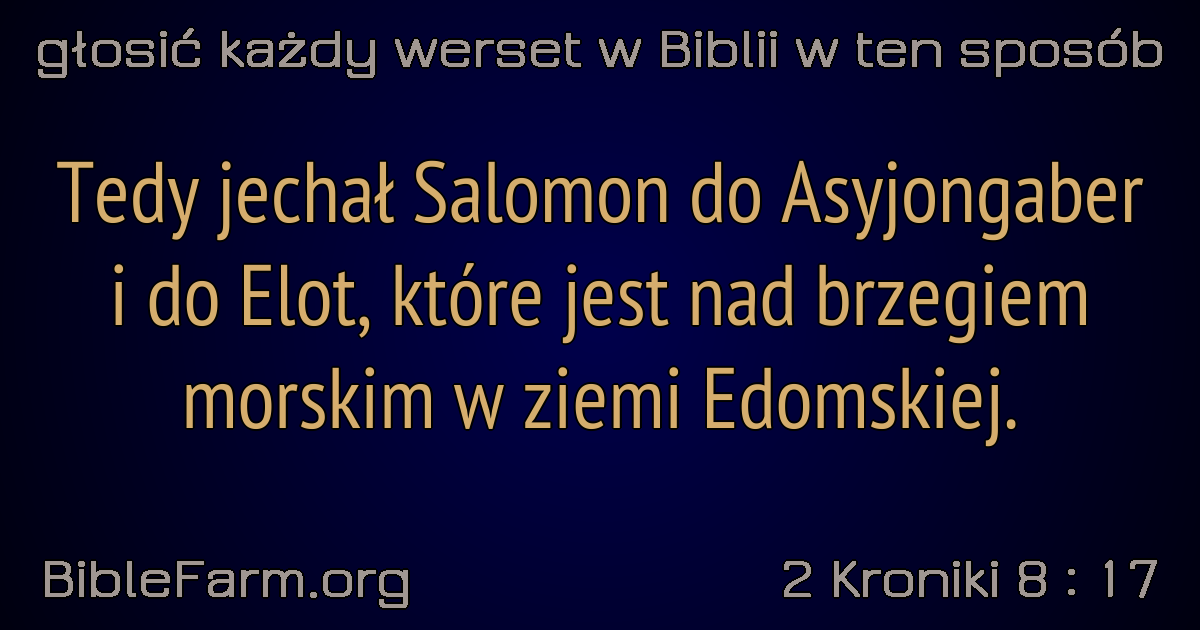 głosić każdy werset w Biblii w ten sposób
Tedy jechał Salomon do Asyjongaber
i do Elot, które jest nad brzegiem
morskim w ziemi Edomskiej.
BibleFarm.org
2 Kroniki 8 : 17